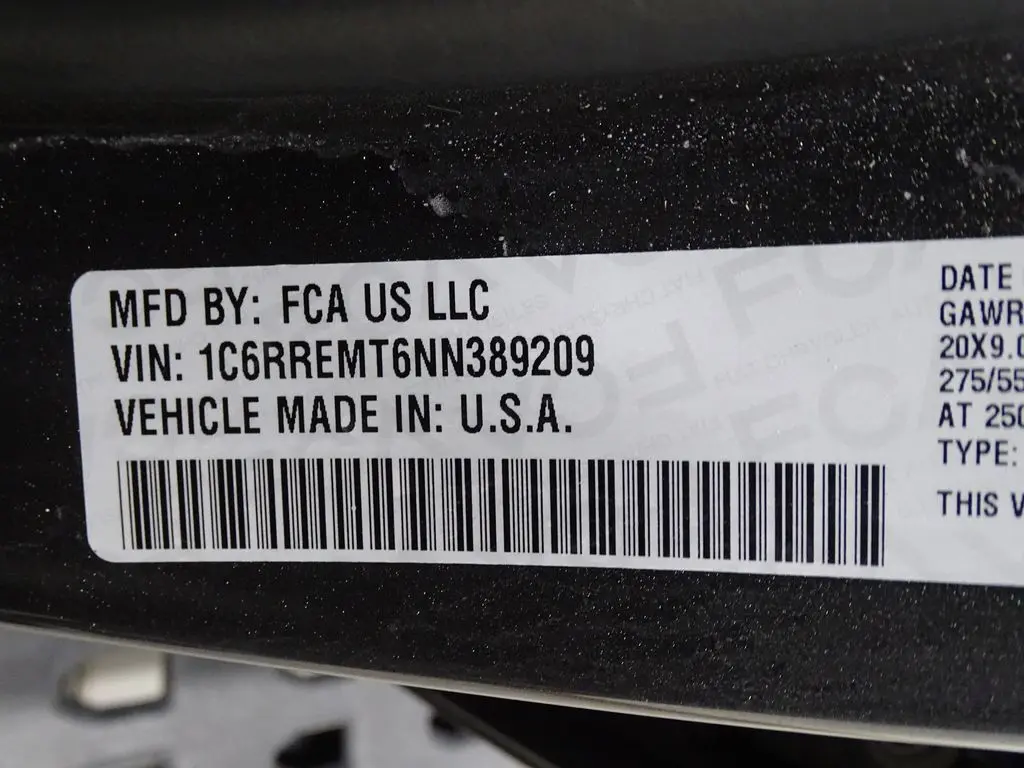 MFD BY: FCA US LLC
VIN: 1C6RREMT6NN389209
VEHICLE MADE IN: U.S.A.
DATE
GAWR
20X9.0
275/55
AT 250
TYPE:
THIS V